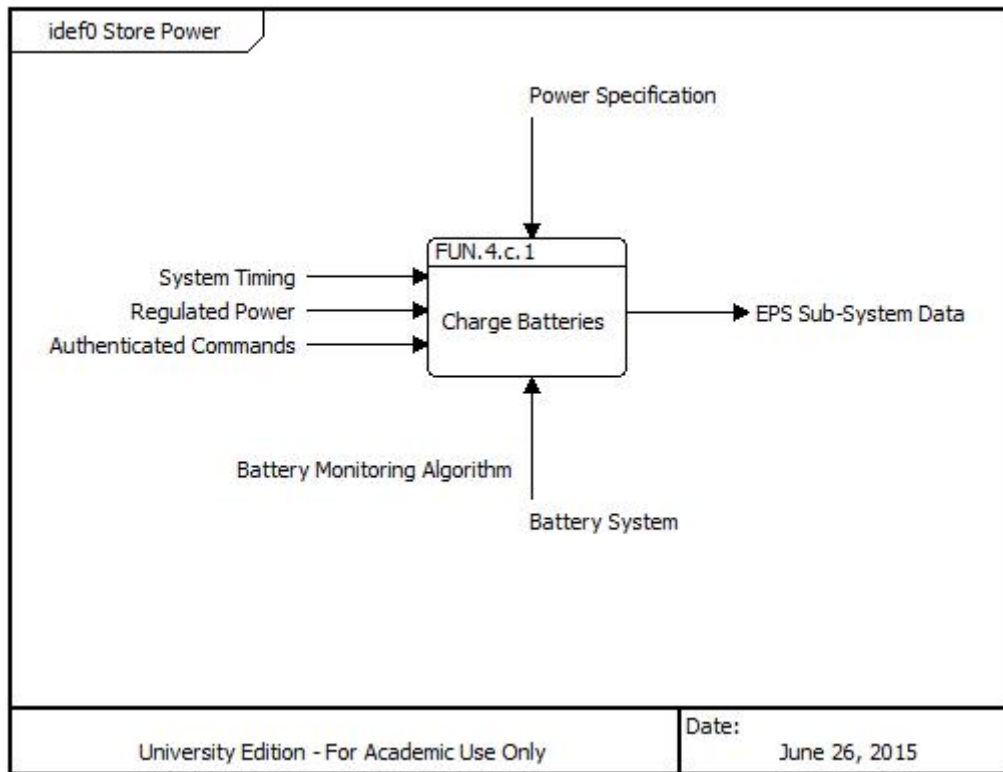 idef0 Store Power
Power Specification
FUN.4.c.1
System Timing
Regulated Power
Authenticated Commands
Charge Batteries
EPS Sub-System Data
Battery Monitoring Algorithm
Battery System
University Edition - For Academic Use Only
Date:
June 26, 2015